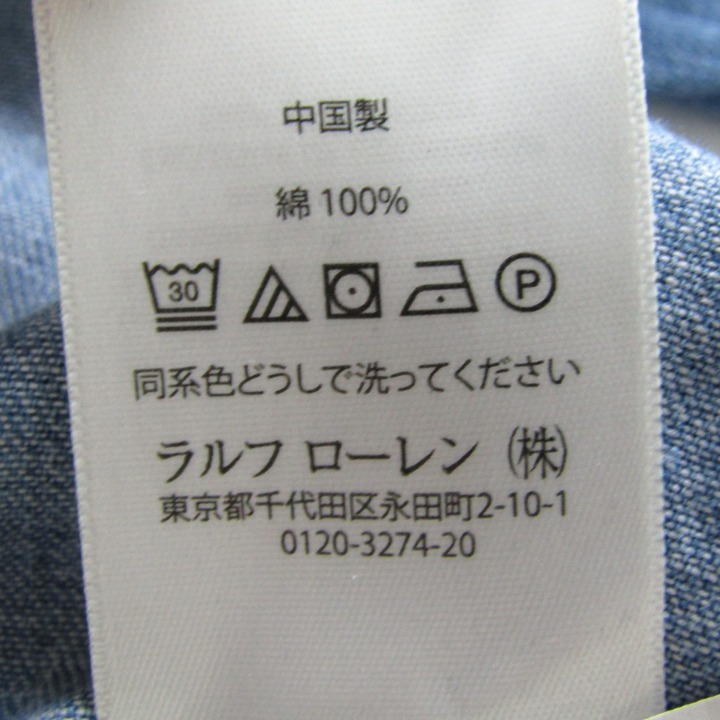 中国製
綿 100%
30 P
同系色どうしで洗ってください
ラルフ ローレン (株)
東京都千代田区永田町2-10-1
0120-3274-20